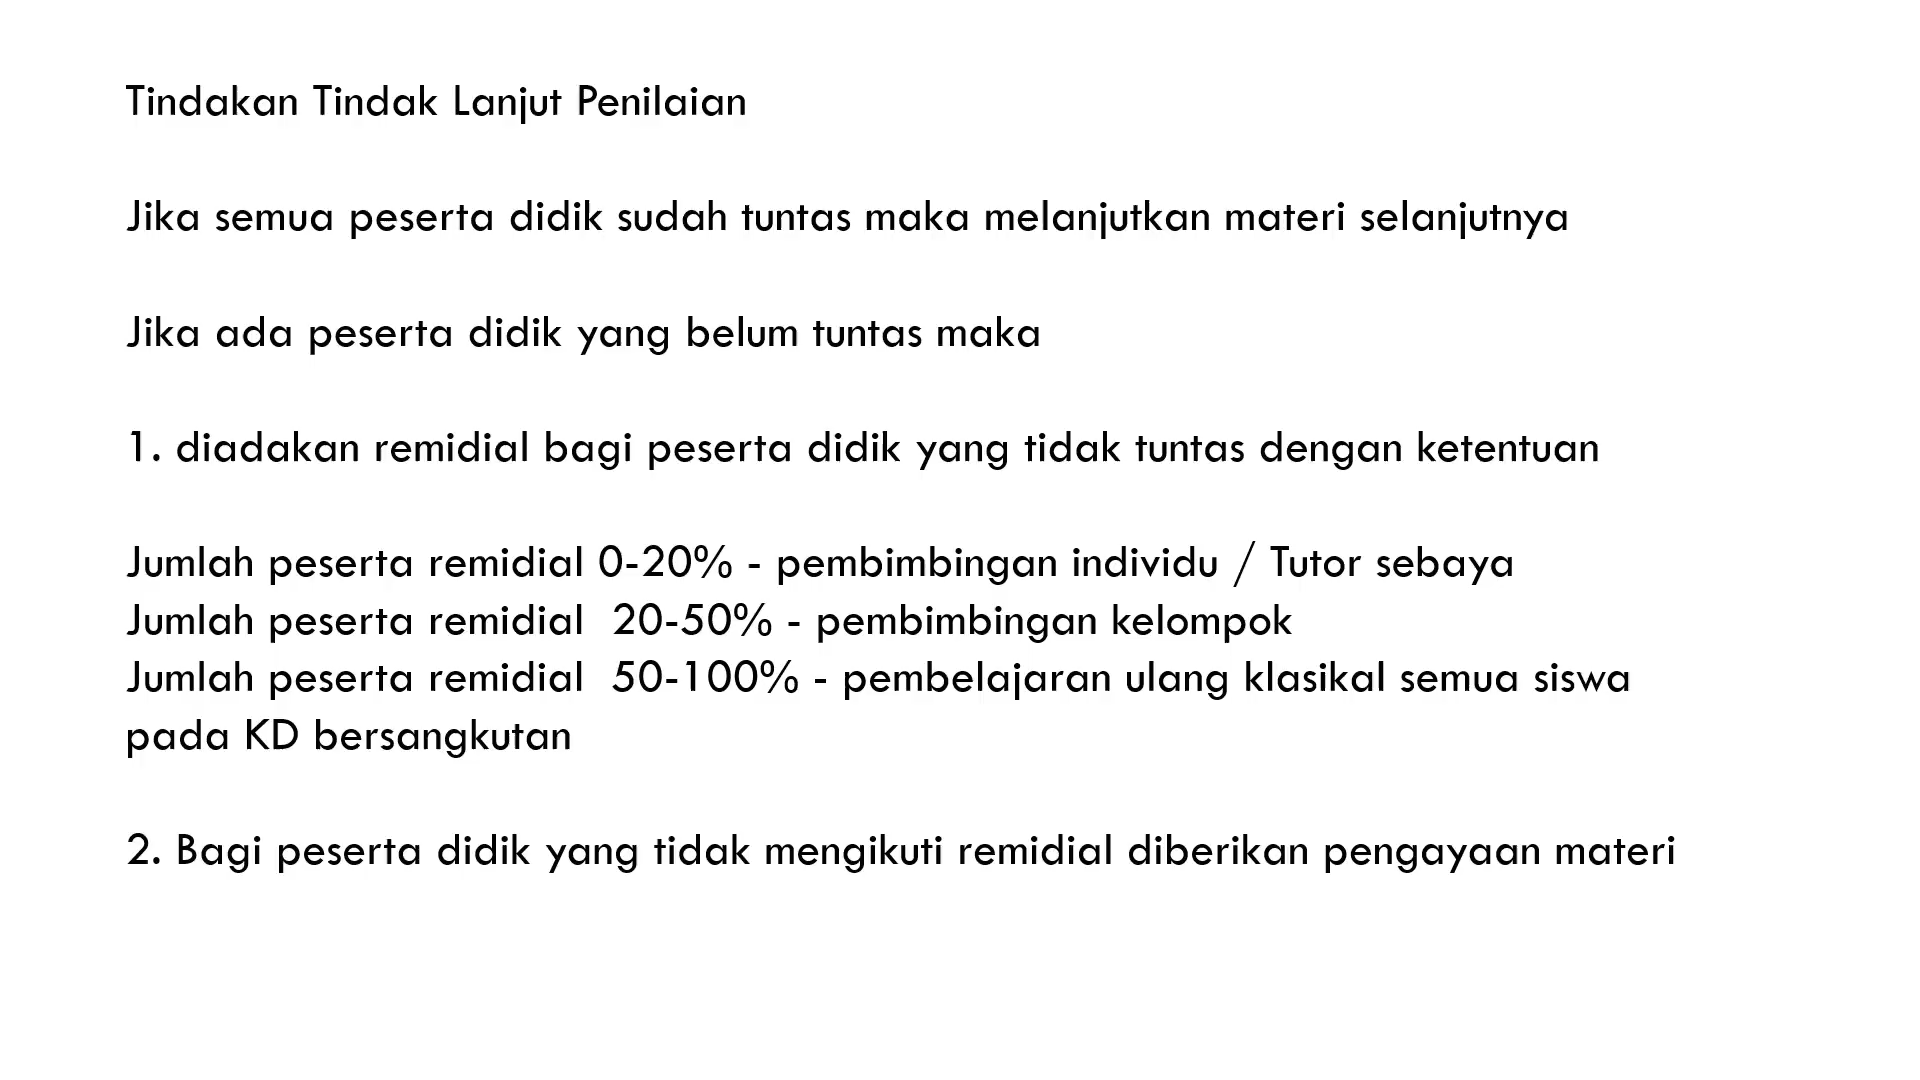 Tindakan Tindak Lanjut Penilaian
Jika semua peserta didik sudah tuntas maka melanjutkan materi selanjutnya
Jika ada peserta didik yang belum tuntas maka
1. diadakan remidial bagi peserta didik yang tidak tuntas dengan ketentuan
Jumlah peserta remidial 0-20% - pembimbingan individu / Tutor sebaya
Jumlah peserta remidial  20-50% - pembimbingan kelompok
Jumlah peserta remidial  50-100% - pembelajaran ulang klasikal semua siswa
pada KD bersangkutan
2. Bagi peserta didik yang tidak mengikuti remidial diberikan pengayaan materi